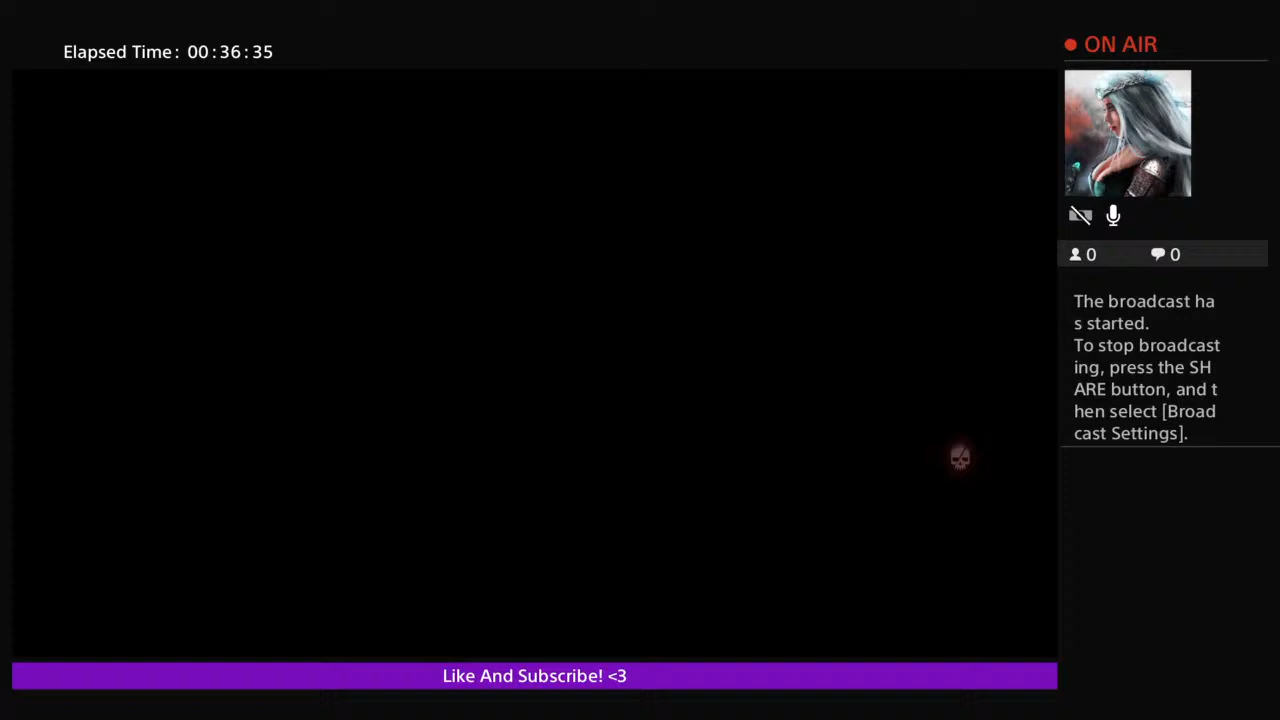 Elapsed Time: 00:36:35
ON AIR
0 0
The broadcast ha
s started.
To stop broadcast
ing, press the SH
ARE button, and t
hen select [Broad
cast Settings].
Like And Subscribe! <3